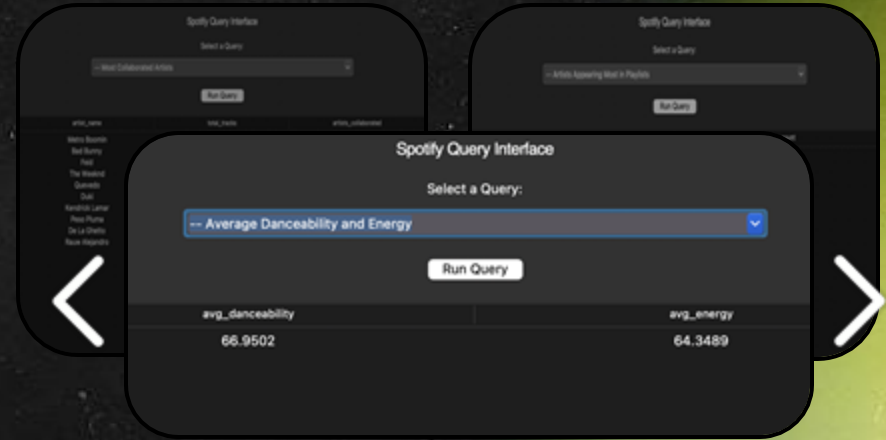 Spotify Query Interface
Select a Query:
-- Most Collaborated Artists
Run Query
artist_name total_tracks artists_collaborated
Metro Boomin
Bad Bunny
Feid
The Weeknd
Quevedo
Duki
Kendrick Lamar
Peso Pluma
De La Ghetto
Rauw Alejandro
Spotify Query Interface
Select a Query:
-- Artists Appearing Most in Playlists
Run Query
Spotify Query Interface
Select a Query:
-- Average Danceability and Energy
Run Query
avg_danceability avg_energy
66.9502 64.3489